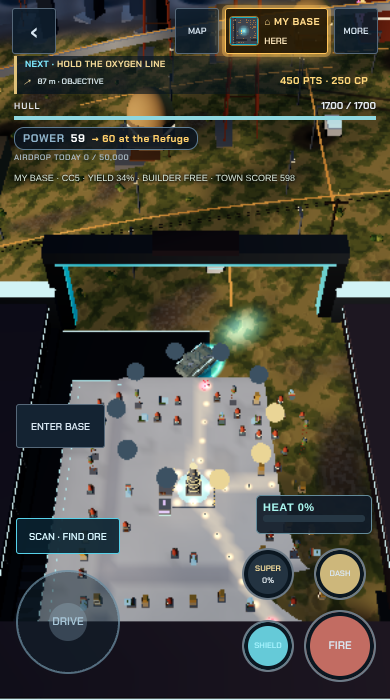 ‹
MAP
⌂ MY BASE
HERE
MORE
NEXT · HOLD THE OXYGEN LINE
↗ 87 m · OBJECTIVE
450 PTS · 250 CP
HULL
1700 / 1700
POWER 59 → 60 at the Refuge
AIRDROP TODAY 0 / 50,000
MY BASE · CC5 · YIELD 34% · BUILDER FREE · TOWN SCORE 598
ENTER BASE
HEAT 0%
SCAN · FIND ORE
SUPER
0%
DASH
DRIVE
SHIELD
FIRE